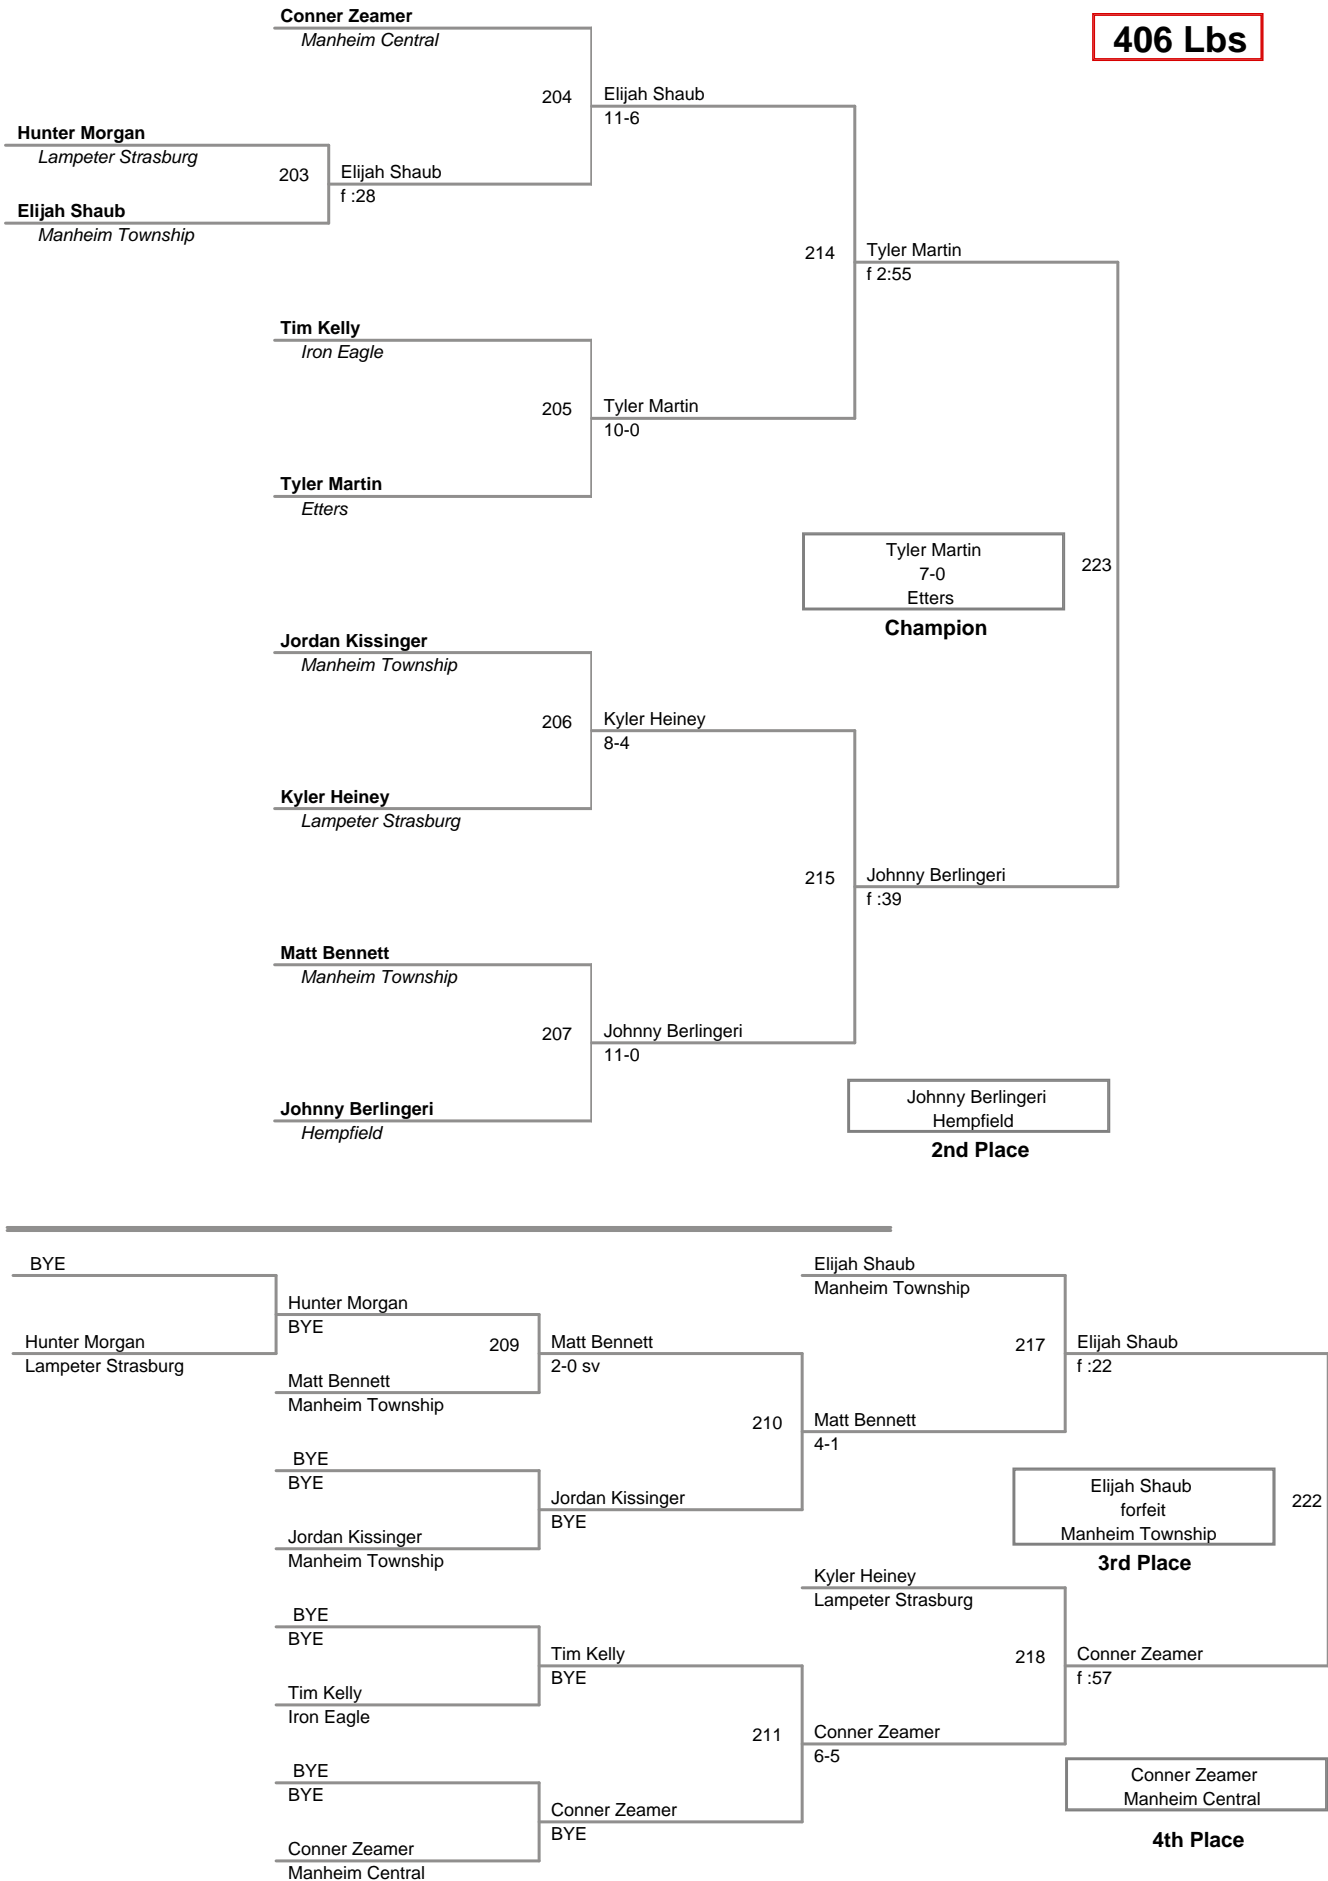 Conner Zeamer
Manheim Central
406 Lbs
204
Elijah Shaub
11-6
Hunter Morgan
Lampeter Strasburg
203
Elijah Shaub
f :28
Elijah Shaub
Manheim Township
214
Tyler Martin
f 2:55
Tim Kelly
Iron Eagle
205
Tyler Martin
10-0
Tyler Martin
Etters
Tyler Martin
7-0
Etters
Champion
223
Jordan Kissinger
Manheim Township
206
Kyler Heiney
8-4
Kyler Heiney
Lampeter Strasburg
215
Johnny Berlingeri
f :39
Matt Bennett
Manheim Township
207
Johnny Berlingeri
11-0
Johnny Berlingeri
Hempfield
Johnny Berlingeri
Hempfield
2nd Place
BYE
Hunter Morgan
BYE
Hunter Morgan
Lampeter Strasburg
209
Matt Bennett
2-0 sv
Matt Bennett
Manheim Township
Elijah Shaub
Manheim Township
217
Elijah Shaub
f :22
210
Matt Bennett
4-1
BYE
BYE
Jordan Kissinger
BYE
Jordan Kissinger
Manheim Township
Elijah Shaub
forfeit
Manheim Township
3rd Place
222
Kyler Heiney
Lampeter Strasburg
BYE
BYE
Tim Kelly
BYE
218
Conner Zeamer
f :57
Tim Kelly
Iron Eagle
211
Conner Zeamer
6-5
BYE
BYE
Conner Zeamer
BYE
Conner Zeamer
Manheim Central
Conner Zeamer
Manheim Central
4th Place